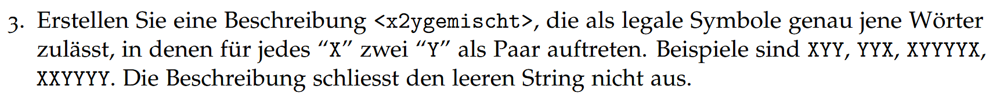 3. Erstellen Sie eine Beschreibung <x2ygemischt>, die als legale Symbole genau jene Wörter
zulässt, in denen für jedes “X” zwei “Y” als Paar auftreten. Beispiele sind XYY, YYX, XYYYYX,
XXYYYY. Die Beschreibung schliesst den leeren String nicht aus.